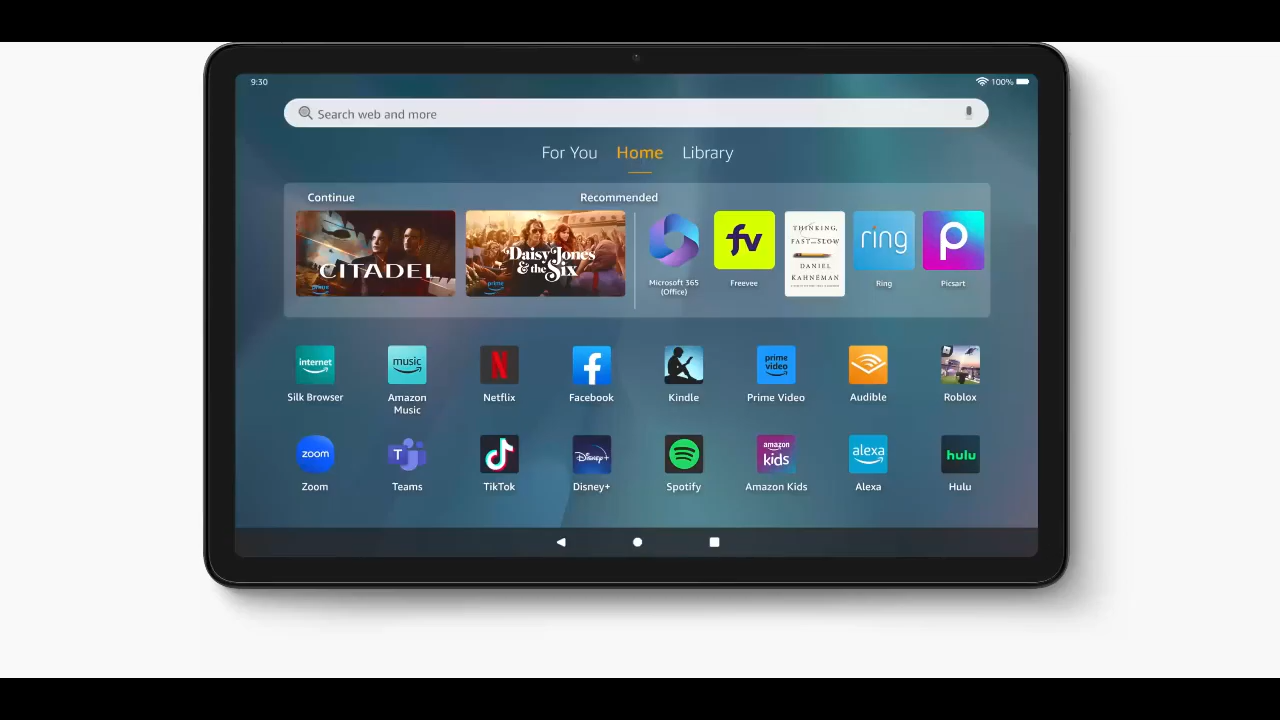 9:30
100%
Search web and more
For You Home Library
Continue
Recommended
CITADEL
prime
Daisy Jones
& the
Six
prime
Microsoft 365
(Office)
fv
Freevee
THINKING,
FAST AND SLOW
DANIEL
KAHNEMAN
ring
Ring
P
Picsart
internet
Silk Browser
music
Amazon
Music
N
Netflix
f
Facebook
Kindle
prime
video
Prime Video
Audible
Roblox
zoom
Zoom
T
Teams
TikTok
Disney+
Disney+
Spotify
amazon
kids
Amazon Kids
alexa
Alexa
hulu
Hulu